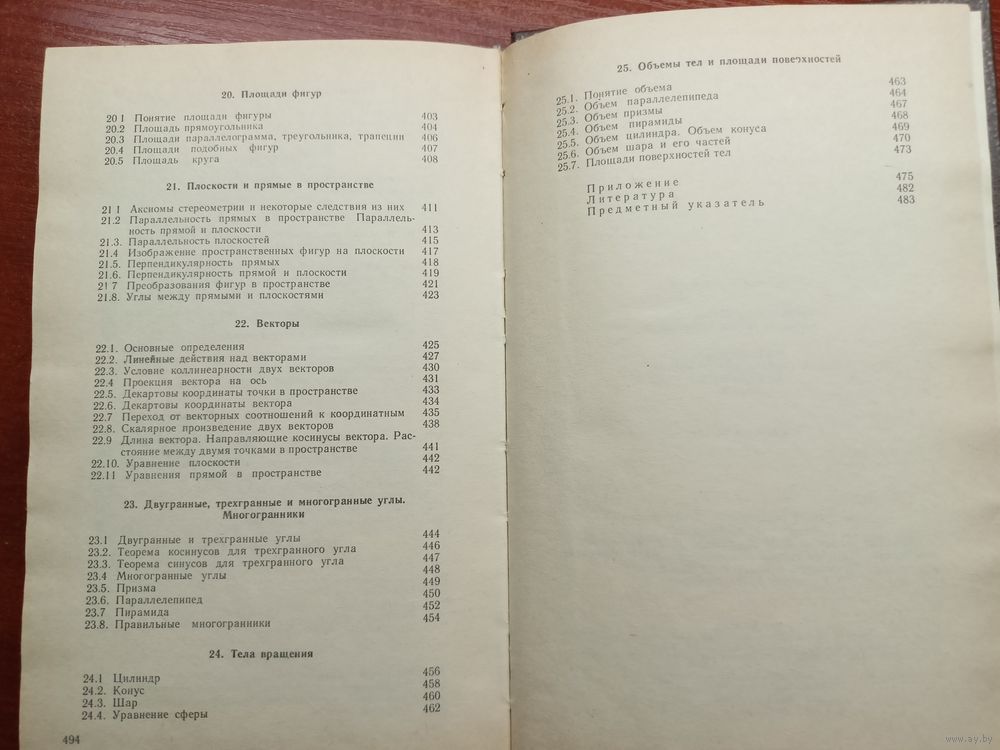 20. Площади фигур
20 1 Понятие площади фигуры 403
20.2 Площадь прямоугольника 404
20.3 Площади параллелограмма, треугольника, трапеции 406
20.4 Площади подобных фигур 407
20.5 Площадь круга 408
21. Плоскости и прямые в пространстве
21 1 Аксиомы стереометрии и некоторые следствия из них 411
21.2 Параллельность прямых в пространстве Параллель-
ность прямой и плоскости 413
21.3. Параллельность плоскостей 415
21.4 Изображение пространственных фигур на плоскости 417
21.5. Перпендикулярность прямых 418
21.6. Перпендикулярность прямой и плоскости 419
21 7 Преобразования фигур в пространстве 421
21.8. Углы между прямыми и плоскостями 423
22. Векторы
22.1. Основные определения 425
22.2. Линейные действия над векторами 427
22.3. Условие коллинеарности двух векторов 430
22.4 Проекция вектора на ось 431
22.5. Декартовы координаты точки в пространстве 433
22.6. Декартовы координаты вектора 434
22.7 Переход от векторных соотношений к координатным 435
22.8. Скалярное произведение двух векторов 438
22.9 Длина вектора. Направляющие косинусы вектора. Рас-
стояние между двумя точками в пространстве 441
22.10. Уравнение плоскости 442
22.11 Уравнения прямой в пространстве 442
23. Двугранные, трехгранные и многогранные углы.
Многогранники
23.1 Двугранные и трехгранные углы 444
23.2. Теорема косинусов для трехгранного угла 446
23.3. Теорема синусов для трехгранного угла 447
23.4 Многогранные углы 448
23.5. Призма 449
23.6. Параллелепипед 450
23.7 Пирамида 452
23.8. Правильные многогранники 454
24. Тела вращения
24.1 Цилиндр 456
24.2. Конус 458
24.3. Шар 460
24.4. Уравнение сферы 462
494
25. Объемы тел и площади поверхностей
25.1. Понятие объема 463
25.2. Объем параллелепипеда 464
25.3. Объем призмы 467
25.4. Объем пирамиды 468
25.5. Объем цилиндра. Объем конуса 469
25.6. Объем шара и его частей 470
25.7. Площади поверхностей тел 473
Приложение 475
Литература 482
Предметный указатель 483
www.ay.by